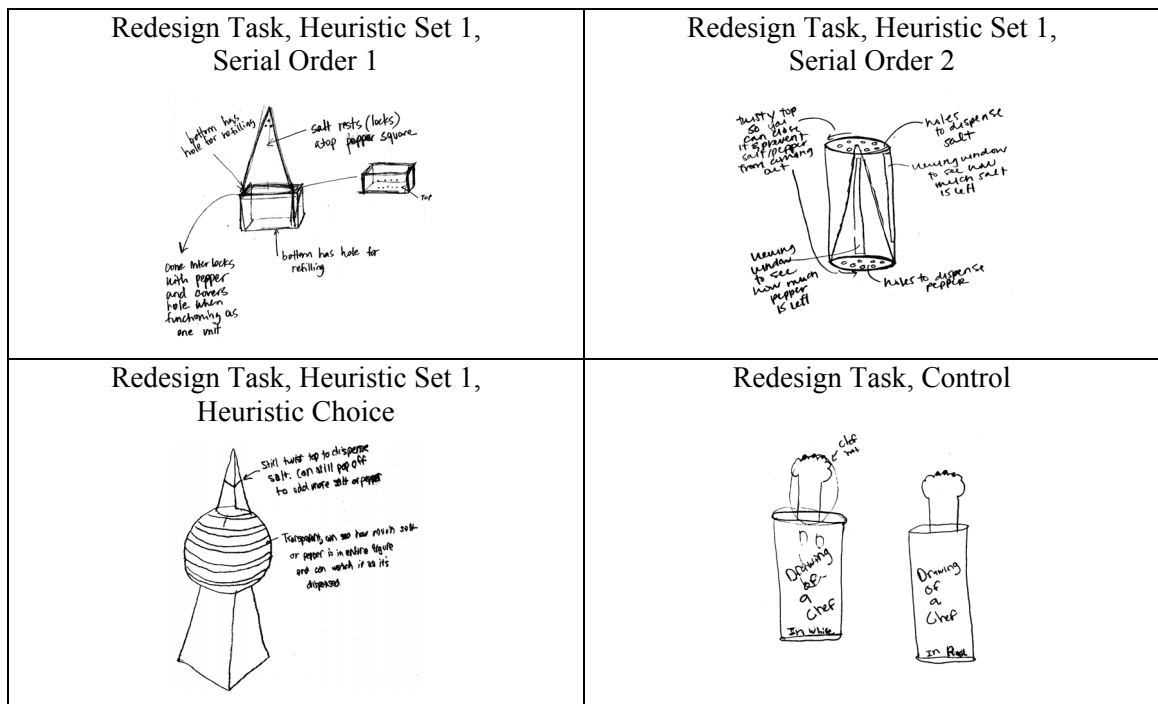 Redesign Task, Heuristic Set 1,
Serial Order 1
bottom has
hole for refilling
salt rests (locks)
atop pepper square
TOP
bottom has hole for
refilling
Cone interlocks
with pepper
and covers
hole when
functioning as
one unit
Redesign Task, Heuristic Set 1,
Serial Order 2
twisty top
so you
can close
it & prevent
salt/pepper
from coming
out
holes
to dispense
salt
viewing window
to see how
much salt
is left
viewing
window
to see
how much
pepper
is left
holes to dispense
pepper
Redesign Task, Heuristic Set 1,
Heuristic Choice
Still twist top to dispense
salt. Can still pop off
to add more salt or pepper
Transparent, can see how much salt
or pepper is in entire figure
and can watch it as its
dispensed
Redesign Task, Control
chef
hat
Drawing
of
a
Chef
In White
Drawing
of
a
Chef
In